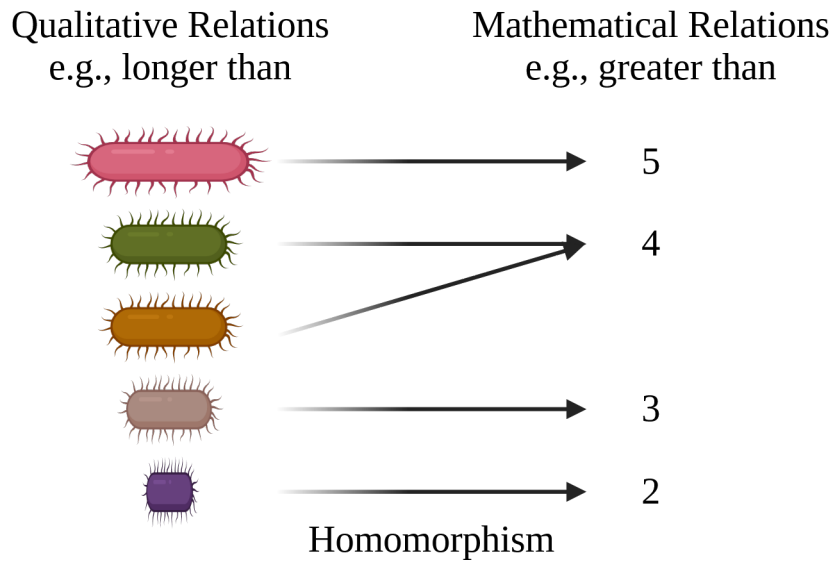 Qualitative Relations
e.g., longer than
Mathematical Relations
e.g., greater than
5
4
3
2
Homomorphism